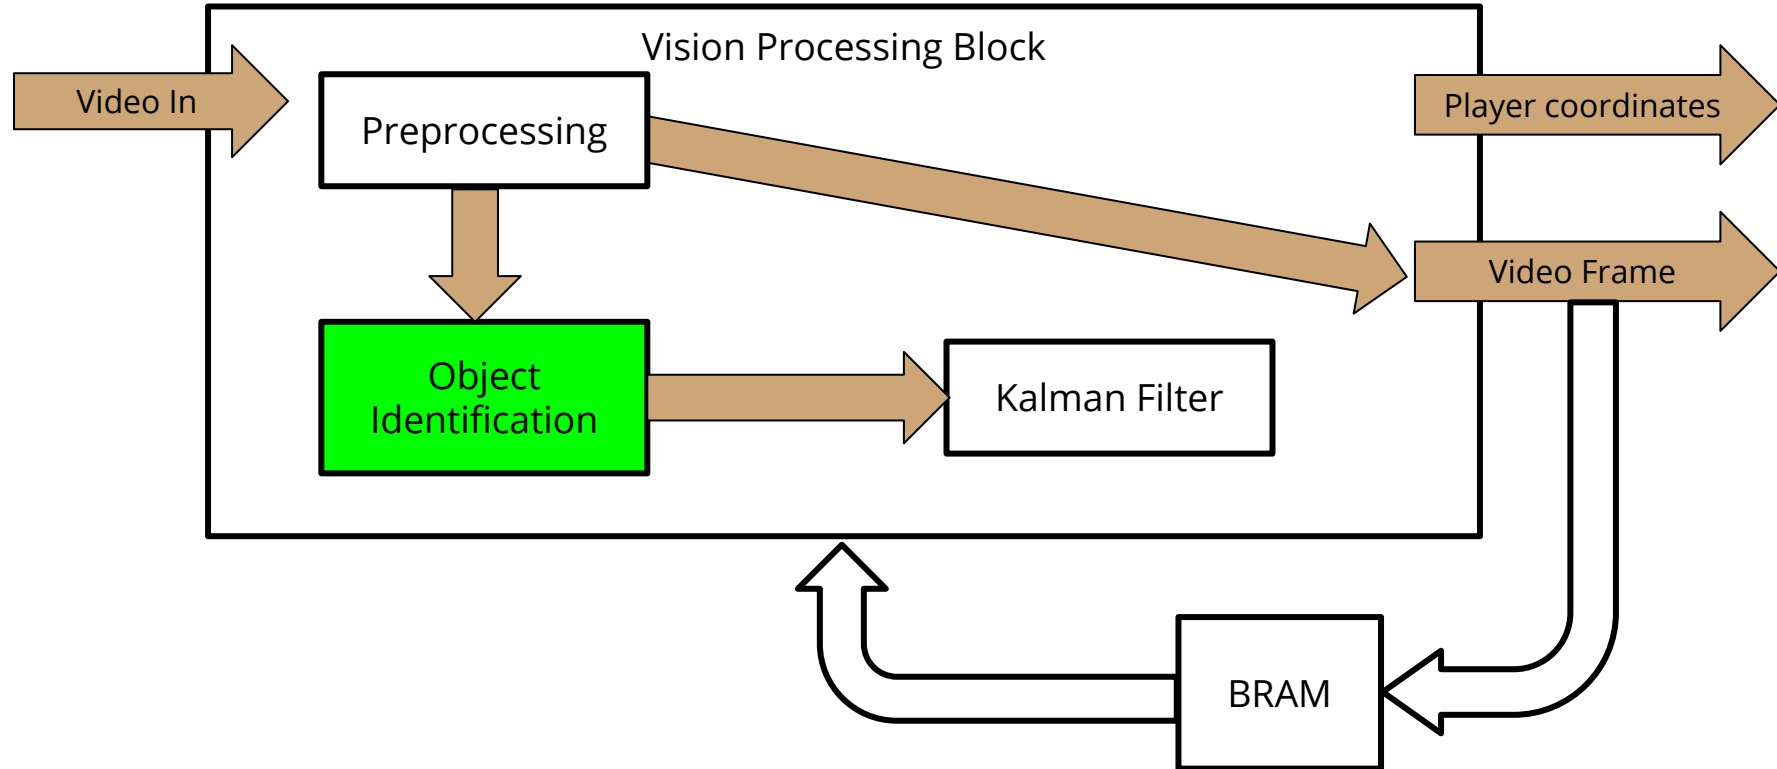 Vision Processing Block
Video In
Preprocessing
Player coordinates
Video Frame
Object
Identification
Kalman Filter
BRAM